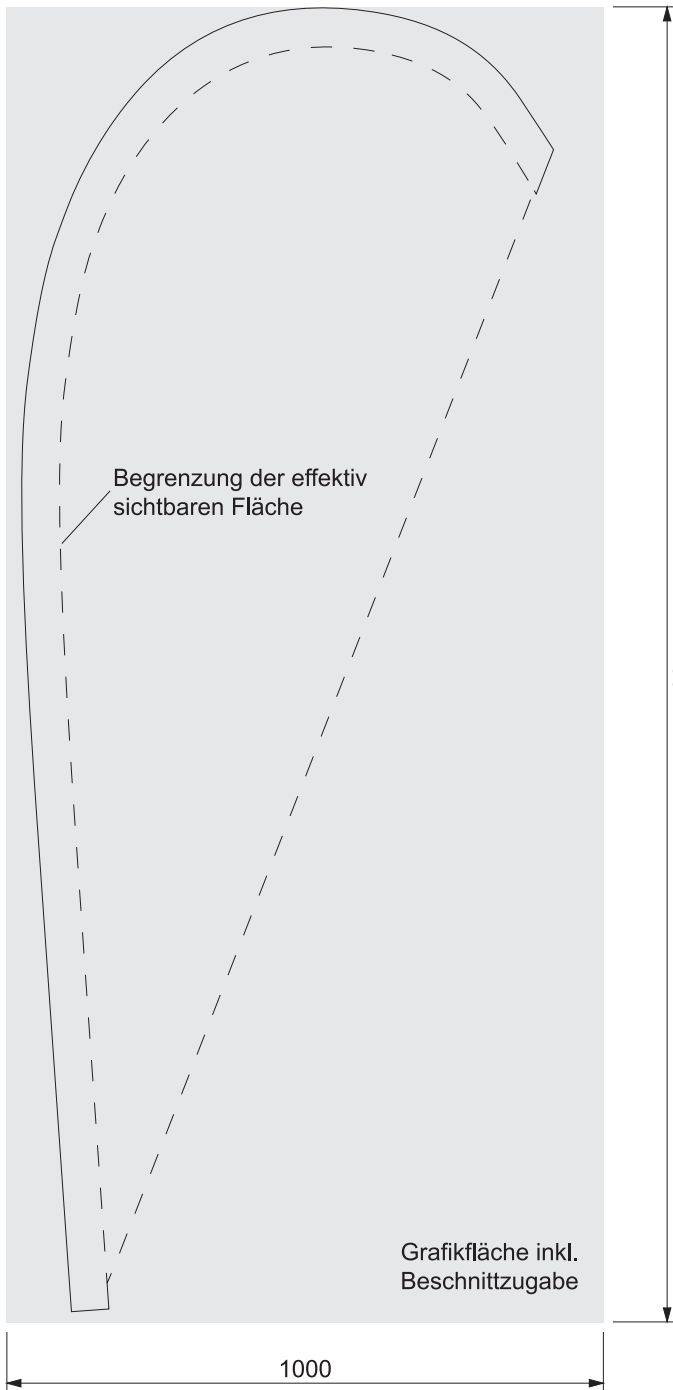 Begrenzung der effektiv
sichtbaren Fläche
Grafikfläche inkl.
Beschnittzugabe
1000